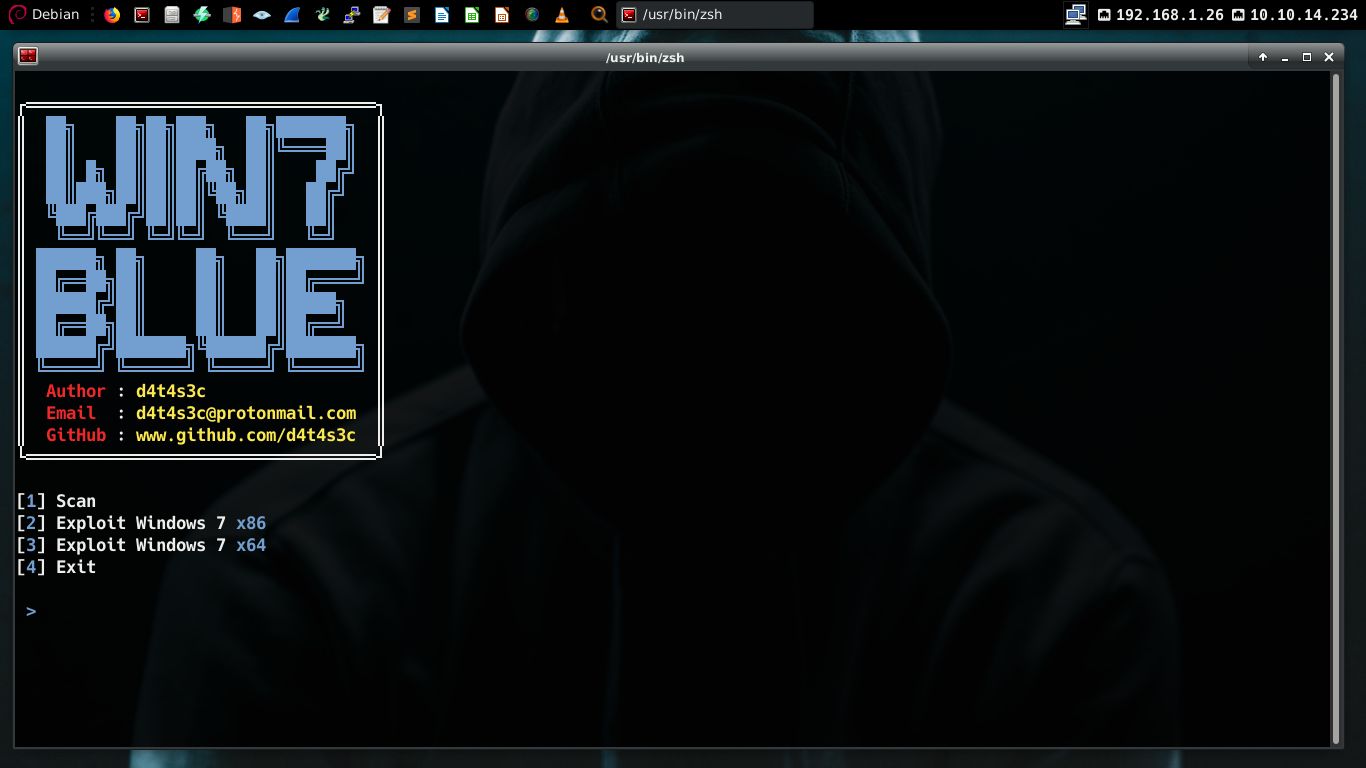 Debian /usr/bin/zsh 192.168.1.26 10.10.14.234
/usr/bin/zsh
WIN7
BLUE
Author : d4t4s3c
Email : d4t4s3c@protonmail.com
GitHub : www.github.com/d4t4s3c
[1] Scan
[2] Exploit Windows 7 x86
[3] Exploit Windows 7 x64
[4] Exit
>